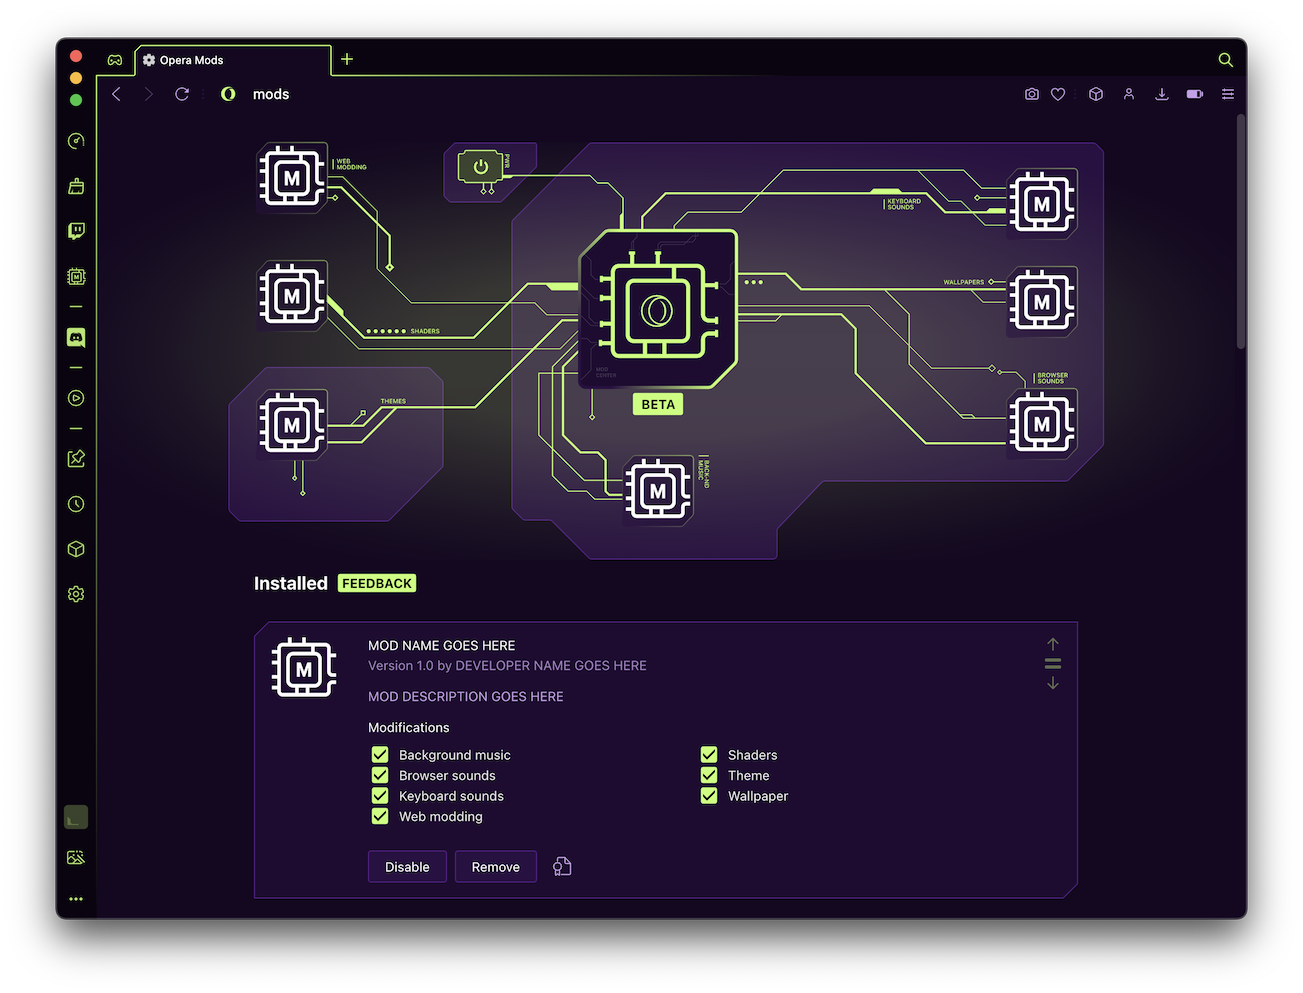 Opera Mods
mods
WEB
MODDING
PWR
KEYBOARD
SOUNDS
WALLPAPERS
SHADERS
MOD
CENTER
BETA
THEMES
BROWSER
SOUNDS
BACK-ND
MUSIC
M
M
M
M
M
M
M
Installed
FEEDBACK
M
MOD NAME GOES HERE
Version 1.0 by DEVELOPER NAME GOES HERE
MOD DESCRIPTION GOES HERE
Modifications
Background music
Shaders
Browser sounds
Theme
Keyboard sounds
Wallpaper
Web modding
Disable
Remove